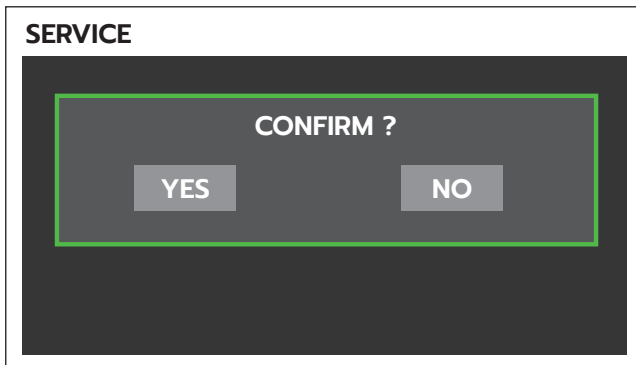 SERVICE
CONFIRM ?
YES NO